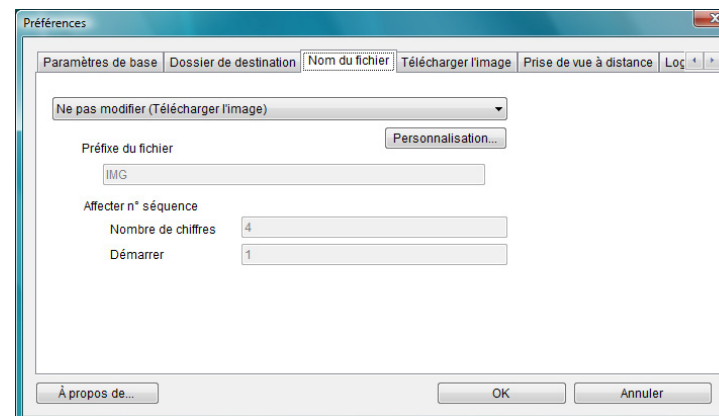 Préférences
Paramètres de base Dossier de destination Nom du fichier Télécharger l'image Prise de vue à distance
Ne pas modifier (Télécharger l'image)
Personnalisation...
Préfixe du fichier
IMG
Affecter n° séquence
Nombre de chiffres 4
Démarrer 1
À propos de... OK Annuler